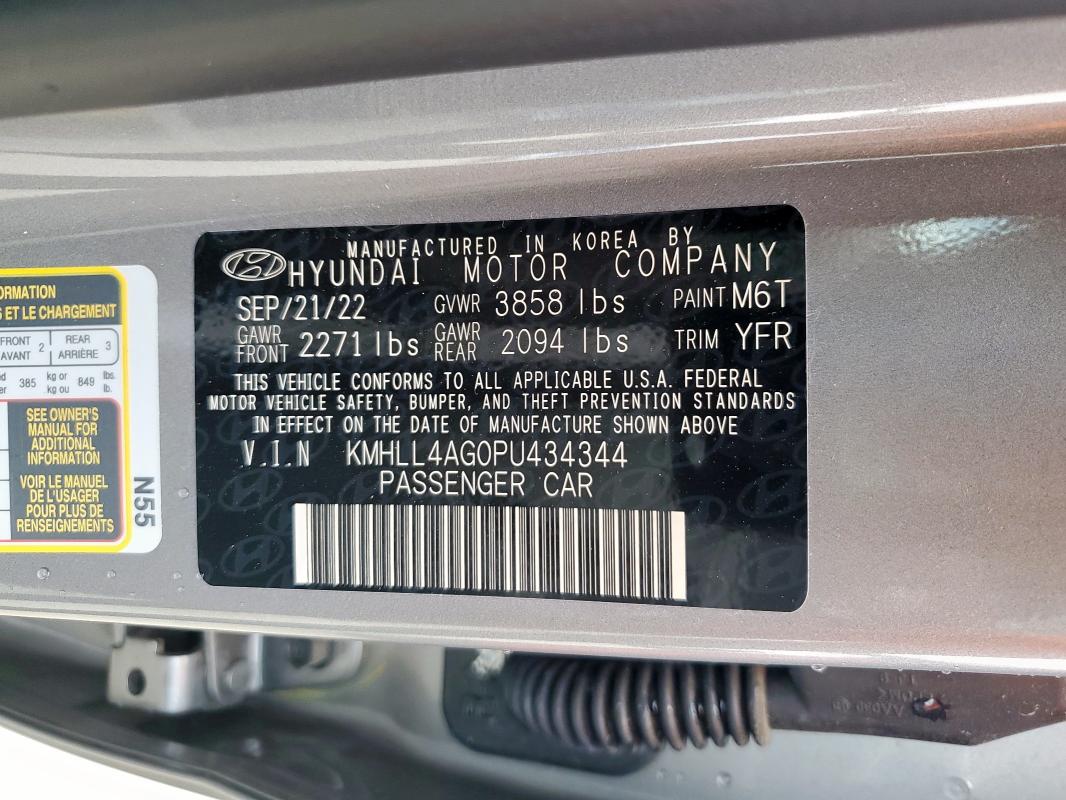 MANUFACTURED IN KOREA BY
HYUNDAI MOTOR COMPANY
SEP/21/22 GVWR 3858 lbs PAINT M6T
GAWR FRONT 2271 lbs GAWR REAR 2094 lbs TRIM YFR
THIS VEHICLE CONFORMS TO ALL APPLICABLE U.S.A. FEDERAL
MOTOR VEHICLE SAFETY, BUMPER, AND THEFT PREVENTION STANDARDS
IN EFFECT ON THE DATE OF MANUFACTURE SHOWN ABOVE
V.I.N KMHLL4AG0PU434344
PASSENGER CAR
ET LE CHARGEMENT
FRONT AVANT 2 REAR ARRIÈRE 3
385 kg or kg ou 849 lbs. lb.
SEE OWNER'S
MANUAL FOR
ADDITIONAL
INFORMATION
VOIR LE MANUEL
DE L'USAGER
POUR PLUS DE
RENSEIGNEMENTS
N55